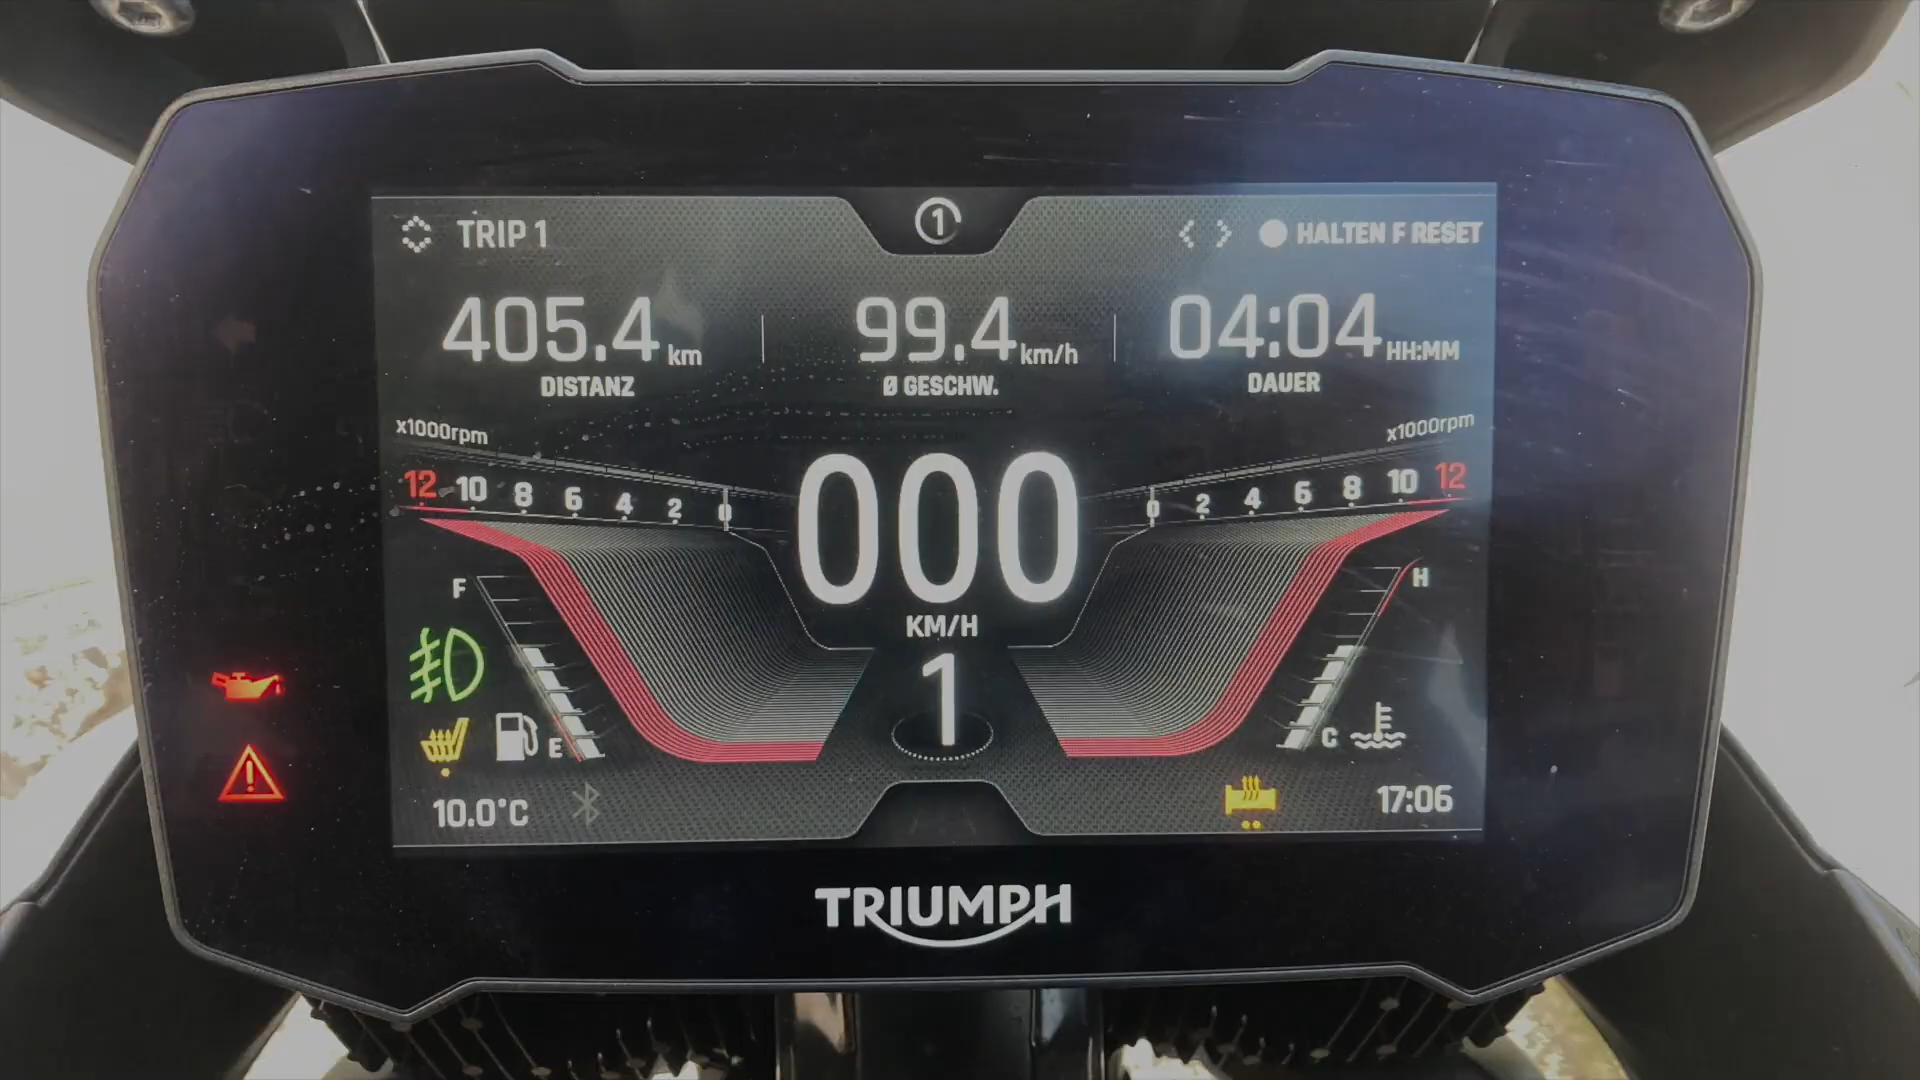 TRIP 1
1
HALTEN F RESET
405.4 km
99.4 km/h
04:04 HH:MM
DISTANZ
Ø GESCHW.
DAUER
x1000rpm
x1000rpm
12 10 8 6 4 2 0
000
0 2 4 6 8 10 12
KM/H
F
H
1
E
C
10.0°C
17:06
TRIUMPH